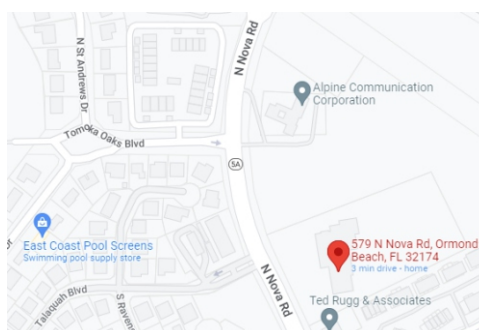 N St Andrews Dr
N Nova Rd
Alpine Communication
Corporation
Tomoka Oaks Blvd
5A
East Coast Pool Screens
Swimming pool supply store
579 N Nova Rd, Ormond
Beach, FL 32174
3 min drive - home
N Nova Rd
Talaquah Blvd
S Raven
Ted Rugg & Associates